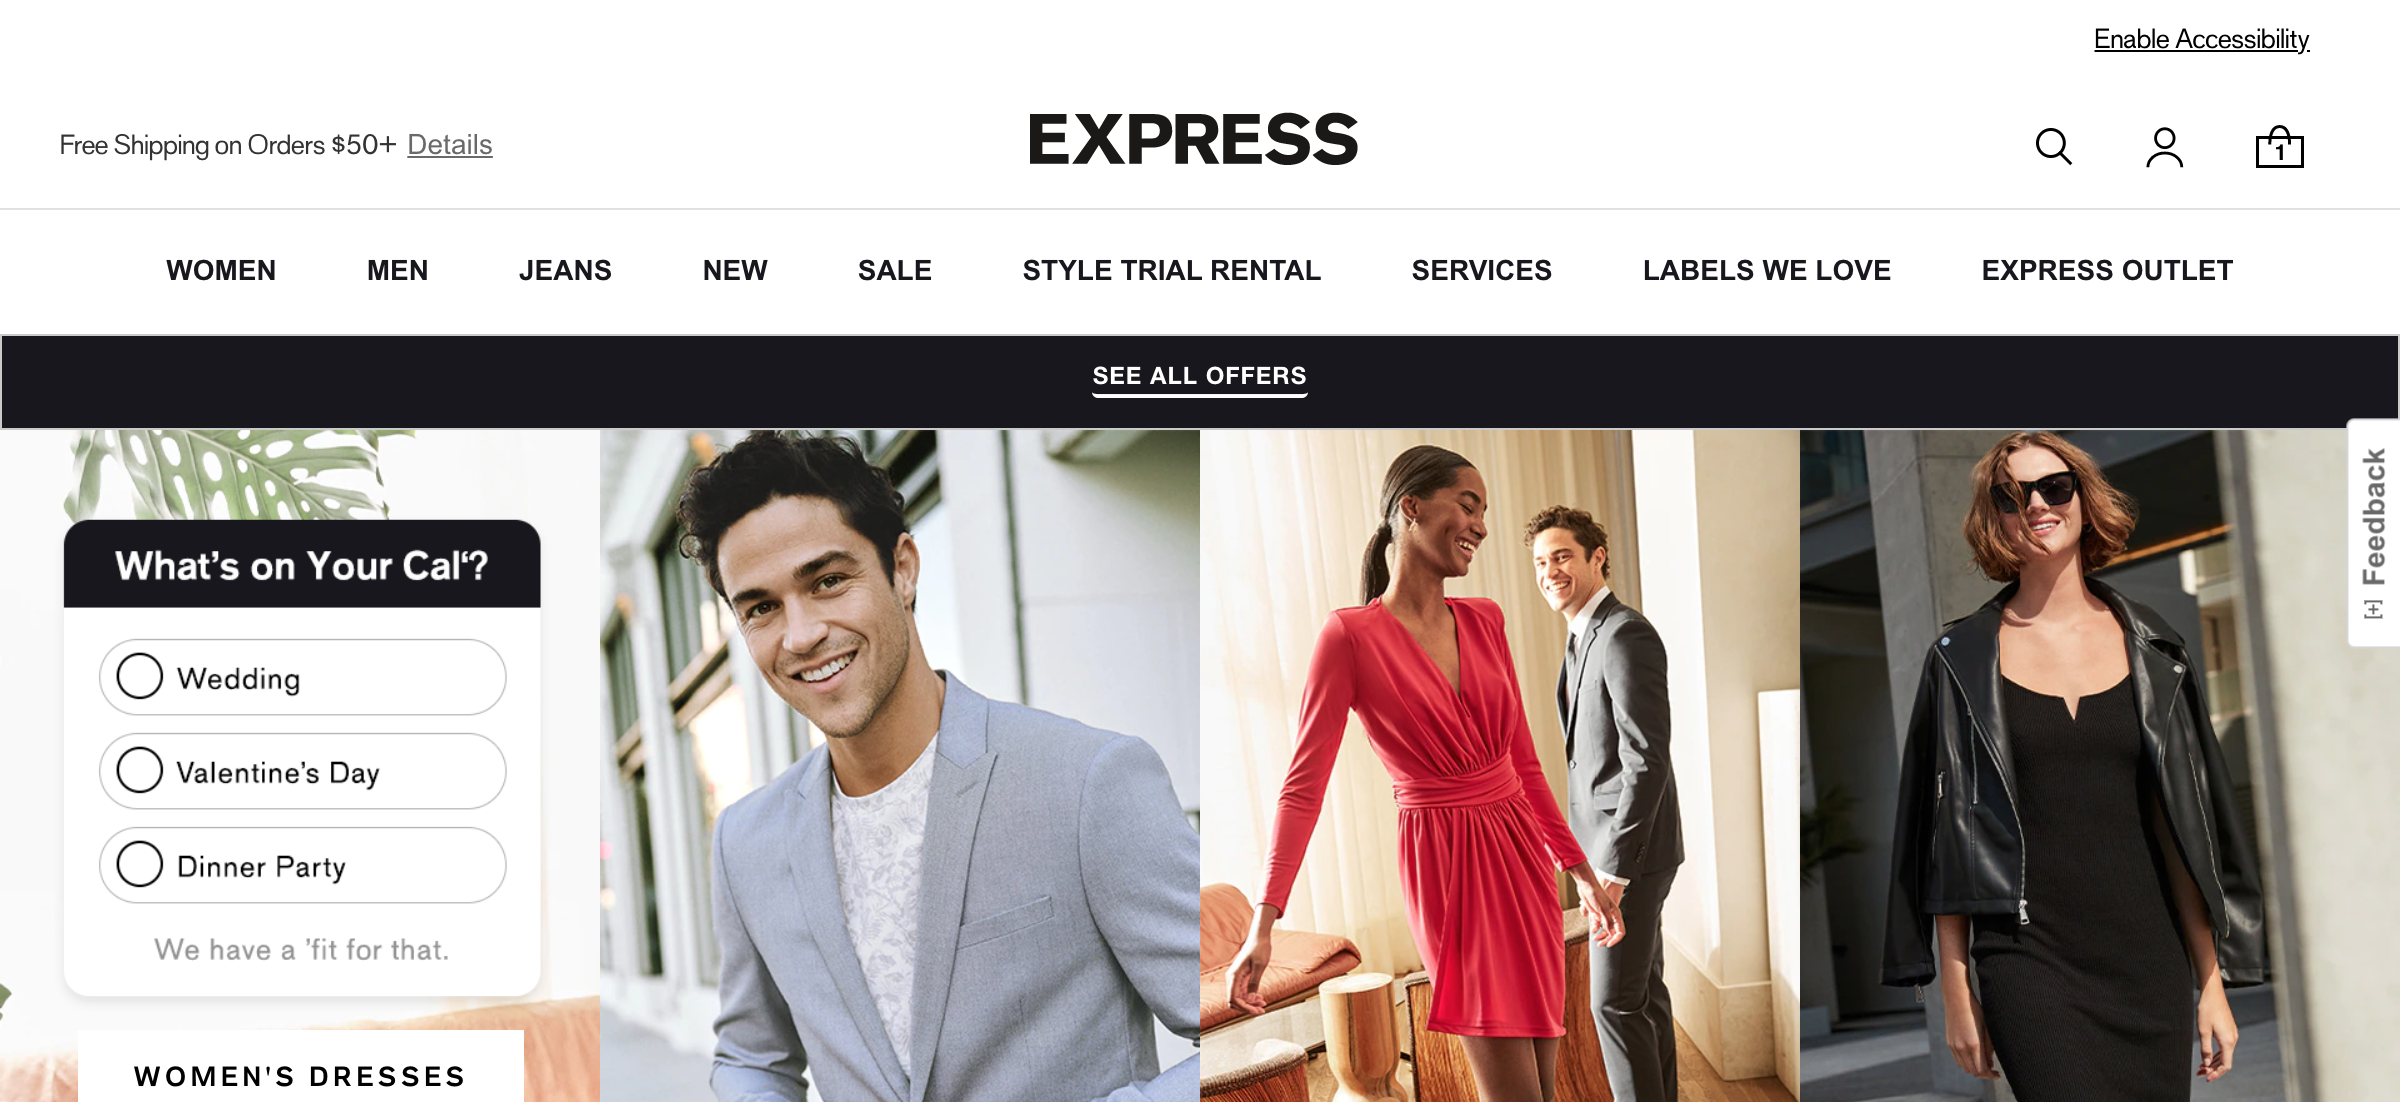 Enable Accessibility
Free Shipping on Orders $50+ Details
EXPRESS
1
WOMEN MEN JEANS NEW SALE STYLE TRIAL RENTAL SERVICES LABELS WE LOVE EXPRESS OUTLET
SEE ALL OFFERS
[+] Feedback
What’s on Your Cal‘?
Wedding
Valentine’s Day
Dinner Party
We have a ’fit for that.
WOMEN'S DRESSES